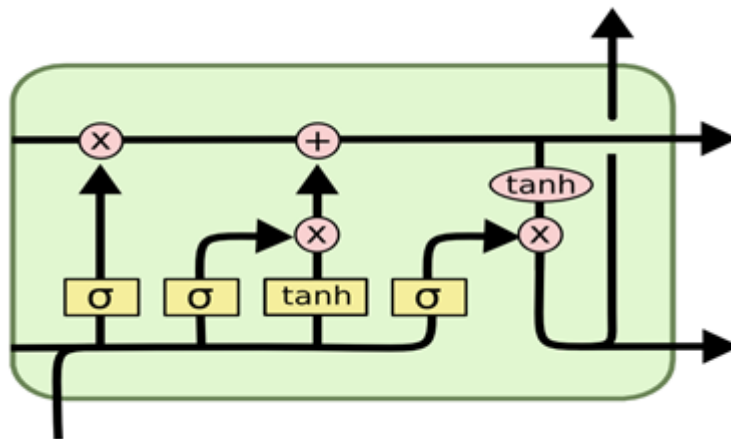 × +
tanh
× ×
σ σ tanh σ